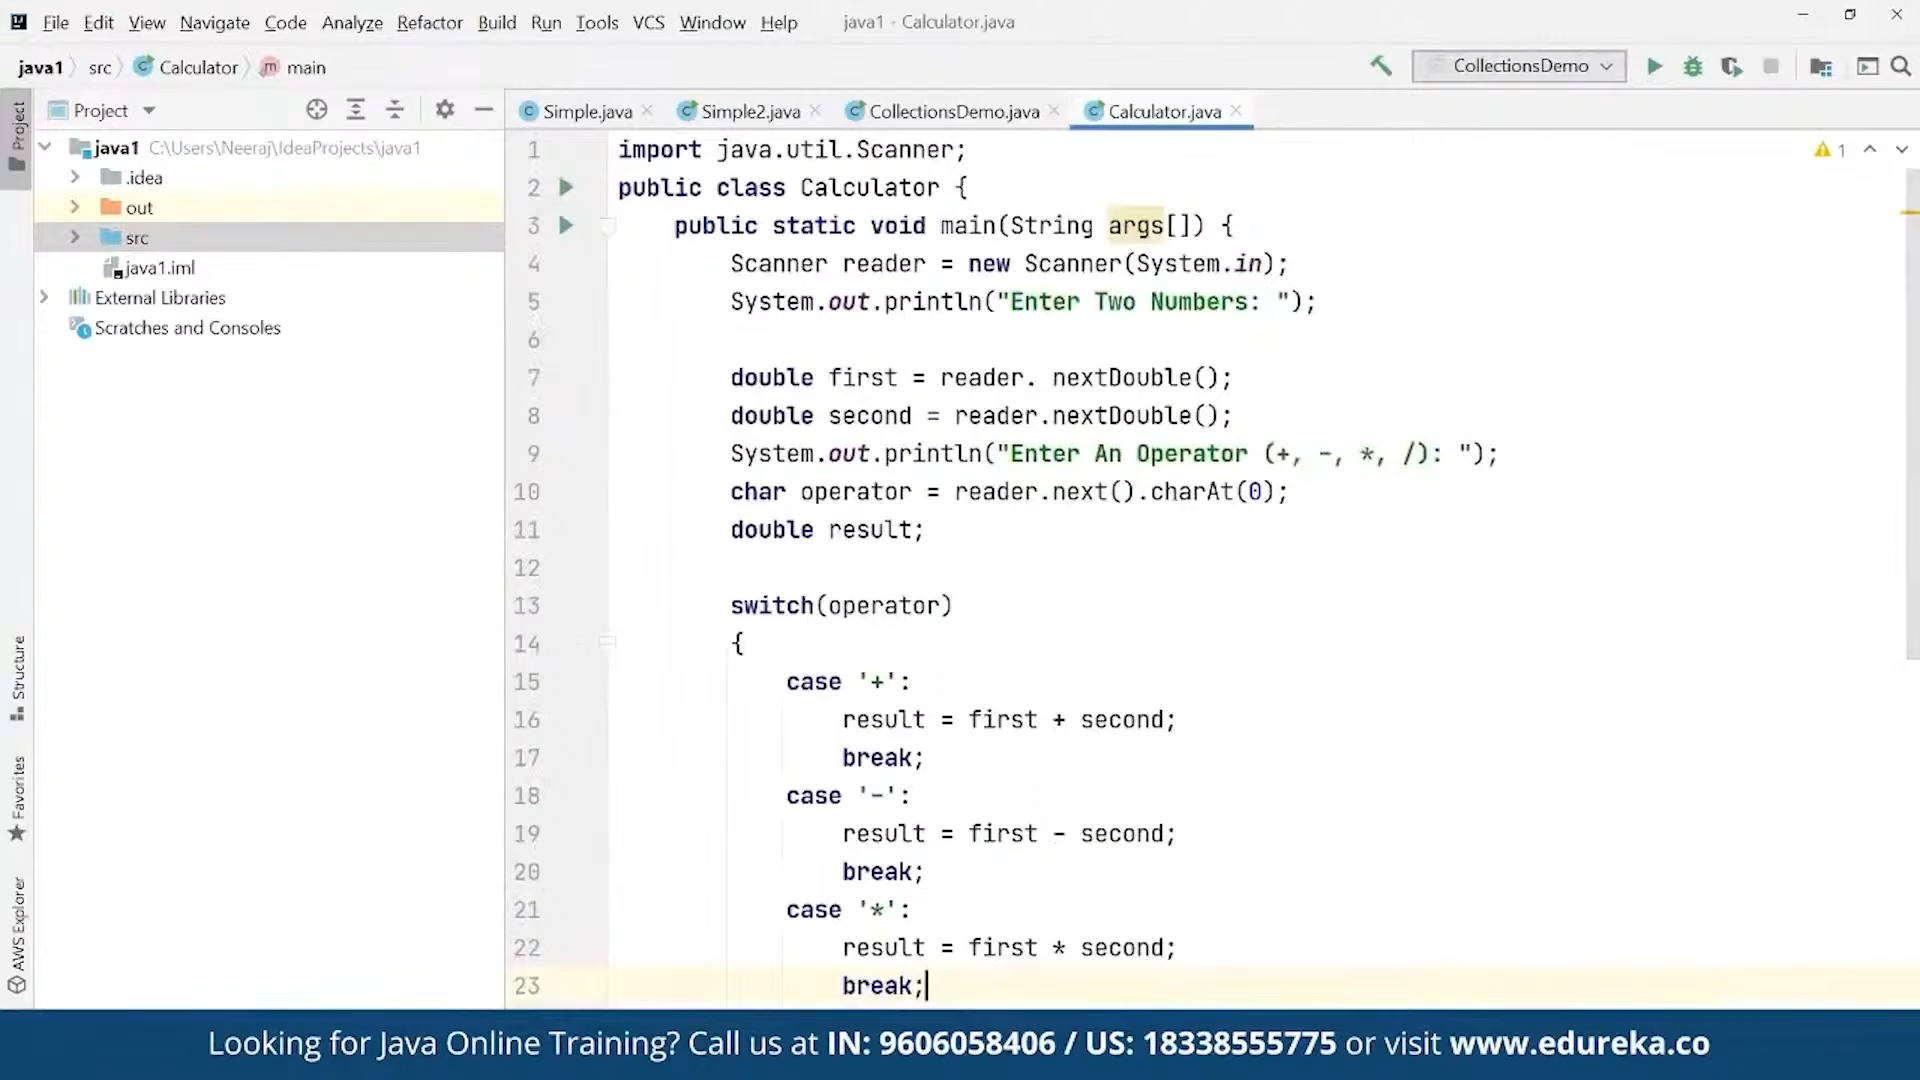 File Edit View Navigate Code Analyze Refactor Build Run Tools VCS Window Help java1 - Calculator.java
java1 src Calculator main CollectionsDemo
Project
Simple.java Simple2.java CollectionsDemo.java Calculator.java
java1 C:\Users\Neeraj\IdeaProjects\java1
.idea
out
src
java1.iml
External Libraries
Scratches and Consoles
Project
Structure
Favorites
AWS Explorer
1
1 import java.util.Scanner;
2 public class Calculator {
3 public static void main(String args[]) {
4 Scanner reader = new Scanner(System.in);
5 System.out.println("Enter Two Numbers: ");
6
7 double first = reader. nextDouble();
8 double second = reader.nextDouble();
9 System.out.println("Enter An Operator (+, -, *, /): ");
10 char operator = reader.next().charAt(0);
11 double result;
12
13 switch(operator)
14 {
15 case '+':
16 result = first + second;
17 break;
18 case '-':
19 result = first - second;
20 break;
21 case '*':
22 result = first * second;
23 break;
Looking for Java Online Training? Call us at IN: 9606058406 / US: 18338555775 or visit www.edureka.co